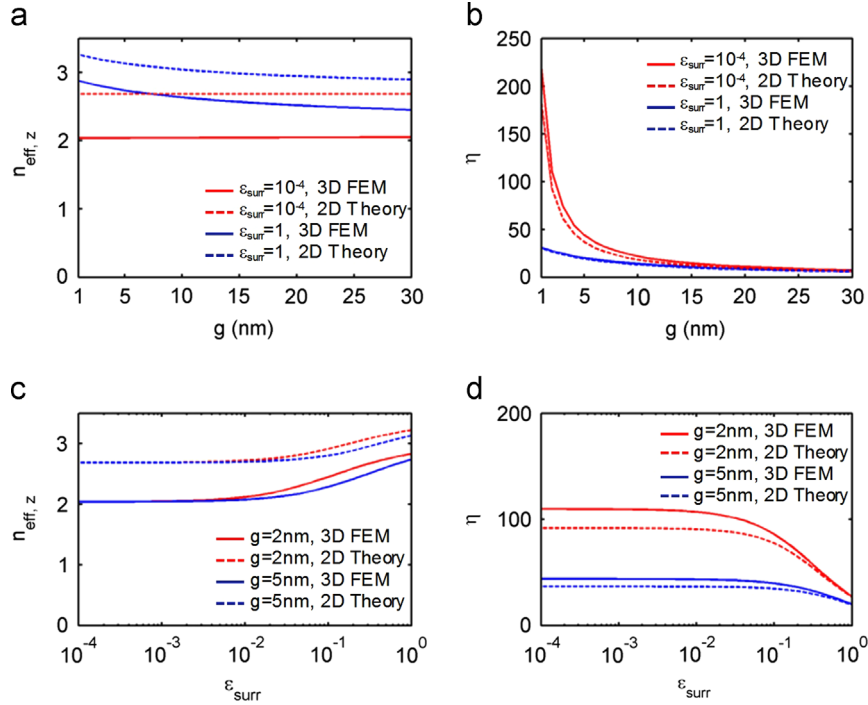 a
3
2
1
0
n_eff, z
ε_surr=10^-4, 3D FEM
ε_surr=10^-4, 2D Theory
ε_surr=1, 3D FEM
ε_surr=1, 2D Theory
1 5 10 15 20 25 30
g (nm)
b
250
200
150
100
50
0
η
ε_surr=10^-4, 3D FEM
ε_surr=10^-4, 2D Theory
ε_surr=1, 3D FEM
ε_surr=1, 2D Theory
1 5 10 15 20 25 30
g (nm)
c
3
2
1
0
n_eff, z
g=2nm, 3D FEM
g=2nm, 2D Theory
g=5nm, 3D FEM
g=5nm, 2D Theory
10^-4 10^-3 10^-2 10^-1 10^0
ε_surr
d
200
100
0
η
g=2nm, 3D FEM
g=2nm, 2D Theory
g=5nm, 3D FEM
g=5nm, 2D Theory
10^-4 10^-3 10^-2 10^-1 10^0
ε_surr